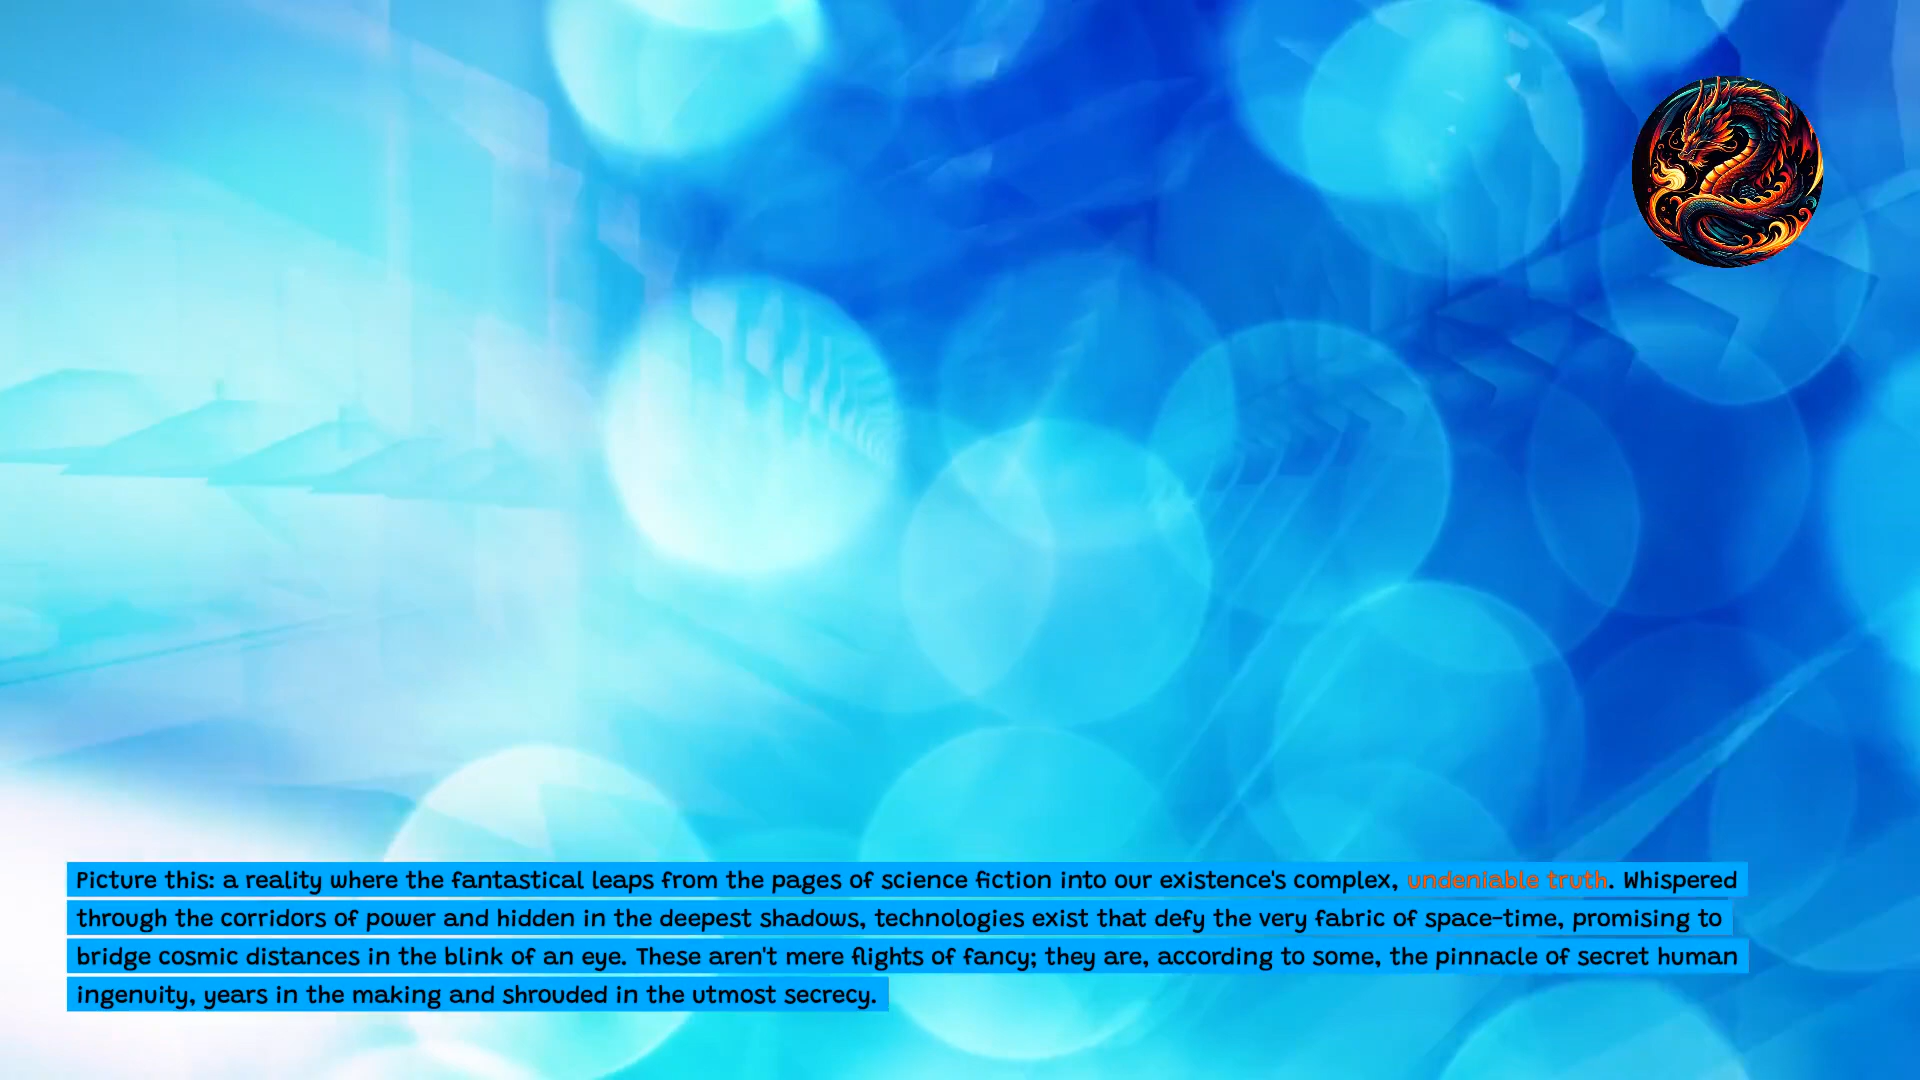 Picture this: a reality where the fantastical leaps from the pages of science fiction into our existence's complex, undeniable truth. Whispered
through the corridors of power and hidden in the deepest shadows, technologies exist that defy the very fabric of space-time, promising to
bridge cosmic distances in the blink of an eye. These aren't mere flights of fancy; they are, according to some, the pinnacle of secret human
ingenuity, years in the making and shrouded in the utmost secrecy.